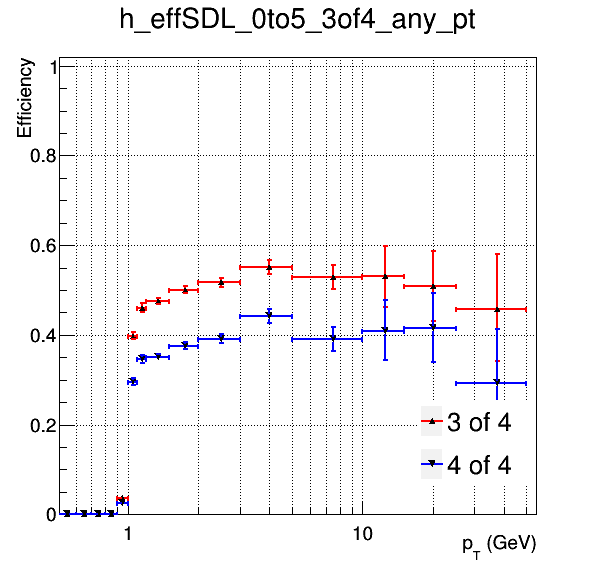 h_effSDL_0to5_3of4_any_pt
Efficiency
1
0.8
0.6
0.4
0.2
0
3 of 4
4 of 4
1
10
p_T (GeV)